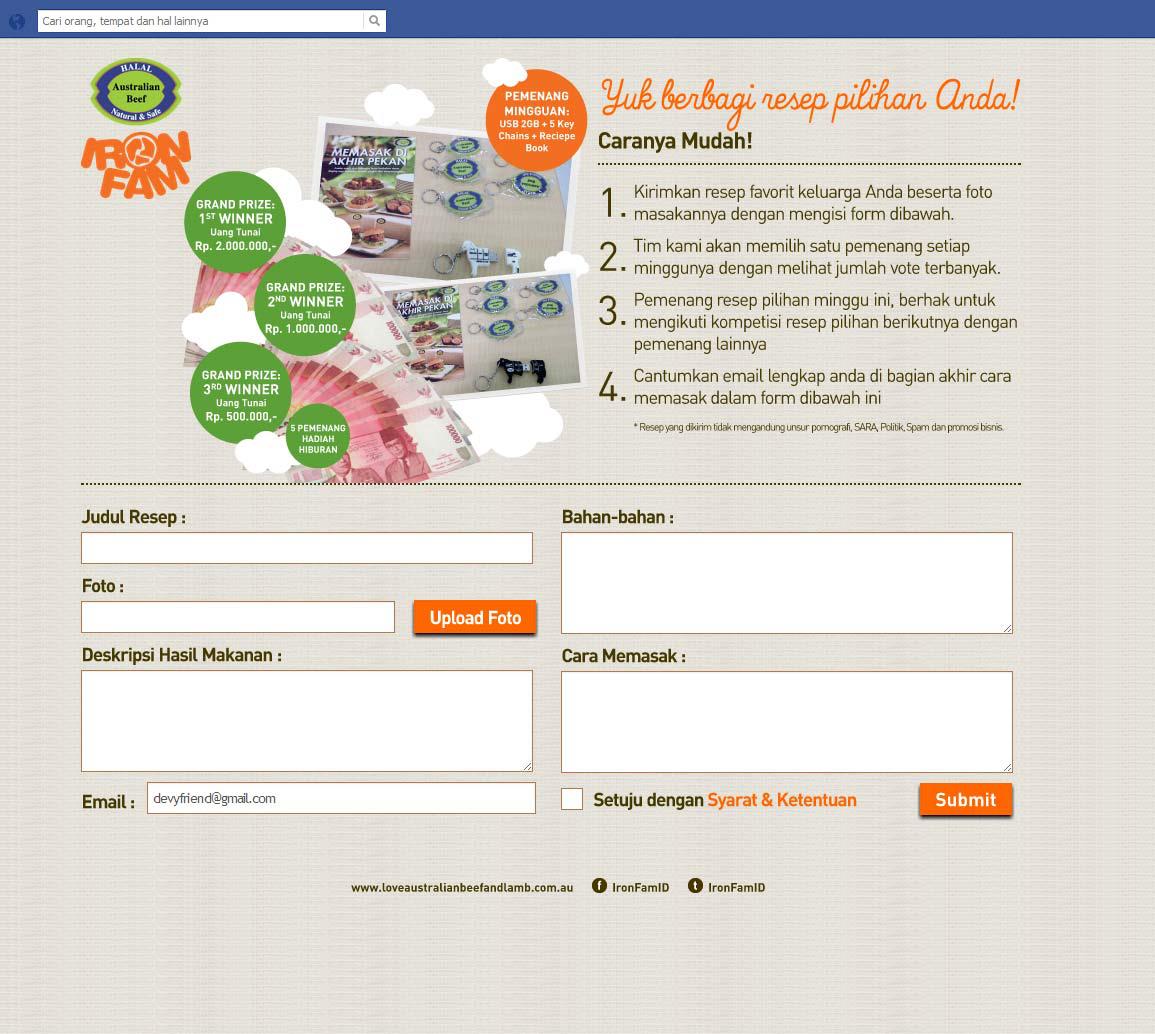 Cari orang, tempat dan hal lainnya
HALAL
Australian
Beef
Natural & Safe
IRON
FAM
PEMENANG
MINGGUAN:
USB 2GB + 5 Key
Chains + Reciepe
Book
MEMASAK DI
AKHIR PEKAN
GRAND PRIZE:
1ST WINNER
Uang Tunai
Rp. 2.000.000,-
GRAND PRIZE:
2ND WINNER
Uang Tunai
Rp. 1.000.000,-
MEMASAK DI
AKHIR PEKAN
GRAND PRIZE:
3RD WINNER
Uang Tunai
Rp. 500.000,-
5 PEMENANG
HADIAH
HIBURAN
100000
Yuk berbagi resep pilihan Anda!
Caranya Mudah!
1. Kirimkan resep favorit keluarga Anda beserta foto
masakannya dengan mengisi form dibawah.
2. Tim kami akan memilih satu pemenang setiap
minggunya dengan melihat jumlah vote terbanyak.
3. Pemenang resep pilihan minggu ini, berhak untuk
mengikuti kompetisi resep pilihan berikutnya dengan
pemenang lainnya
4. Cantumkan email lengkap anda di bagian akhir cara
memasak dalam form dibawah ini
* Resep yang dikirim tidak mengandung unsur pornografi, SARA, Politik, Spam dan promosi bisnis.
Judul Resep :
Foto :
Upload Foto
Deskripsi Hasil Makanan :
Email : devyfriend@gmail.com
Bahan-bahan :
Cara Memasak :
Setuju dengan Syarat & Ketentuan
Submit
www.loveaustralianbeefandlamb.com.au f IronFamID t IronFamID